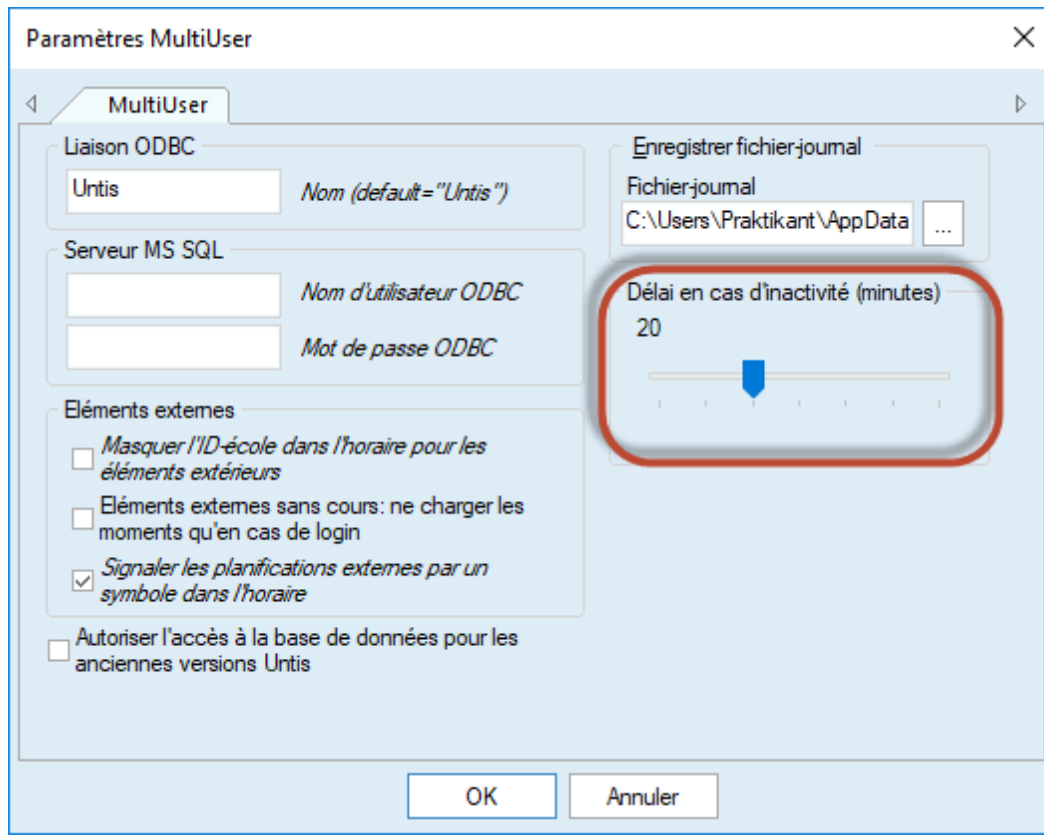 Paramètres MultiUser
MultiUser
Liaison ODBC
Untis
Nom (default="Untis")
Serveur MS SQL
Nom d'utilisateur ODBC
Mot de passe ODBC
Eléments externes
Masquer l'ID-école dans l'horaire pour les
éléments extérieurs
Eléments externes sans cours: ne charger les
moments qu'en cas de login
Signaler les planifications externes par un
symbole dans l'horaire
Autoriser l'accès à la base de données pour les
anciennes versions Untis
Enregistrer fichier-journal
Fichier-journal
C:\Users\Praktikant\AppData
...
Délai en cas d'inactivité (minutes)
20
OK
Annuler